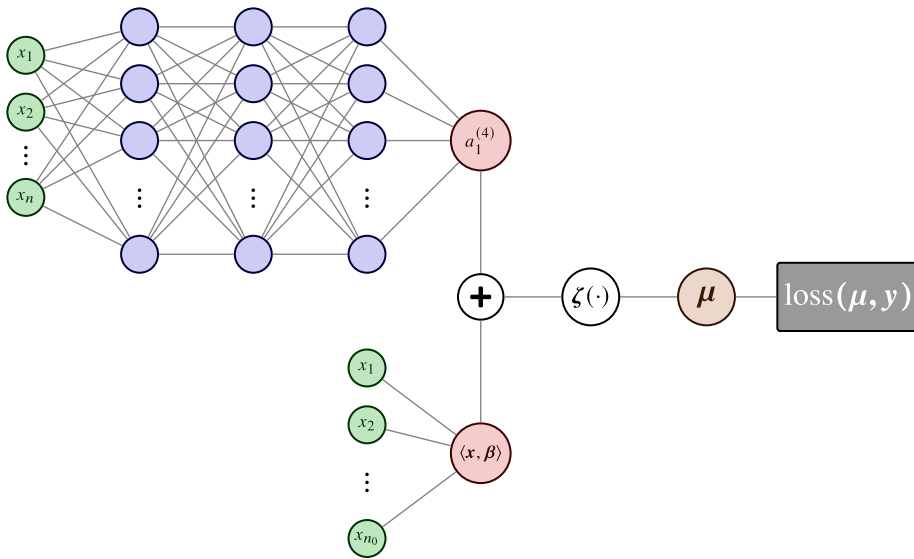 x₁
x₂
⋮
xₙ
⋮ ⋮ ⋮
a₁⁽⁴⁾
+
ζ(·)
μ
loss(μ, y)
x₁
x₂
⋮
xₙ₀
⟨x, β⟩